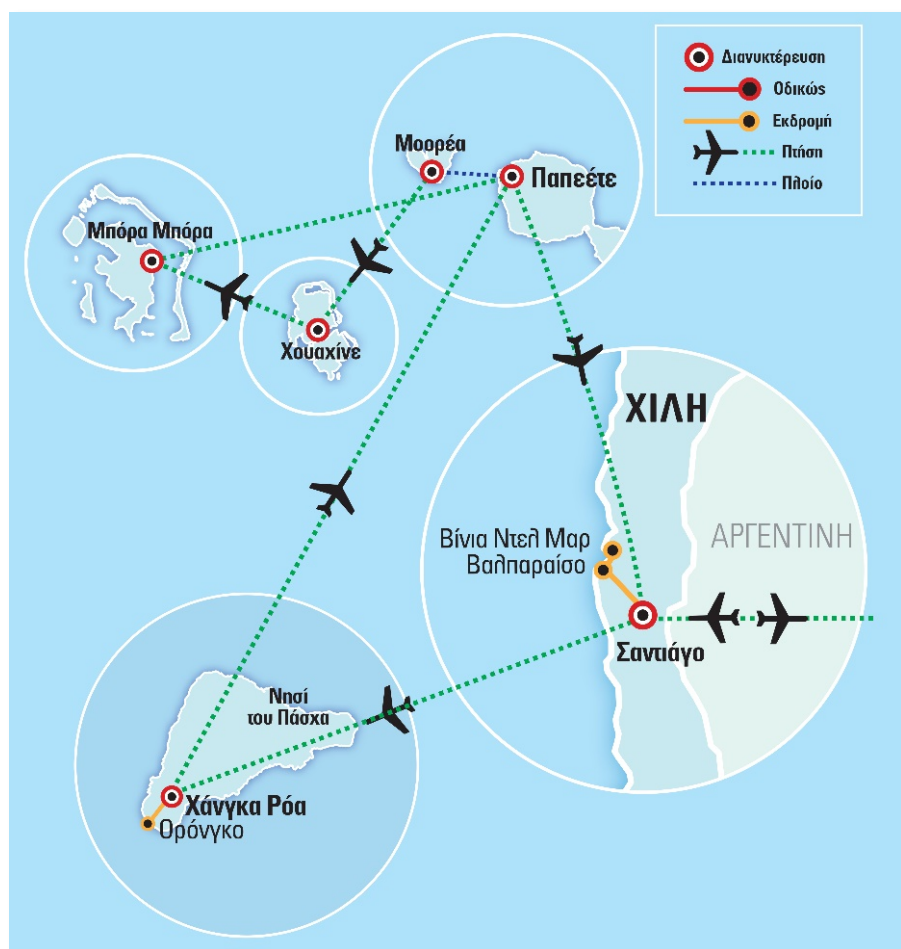 Διανυκτέρευση
Οδικώς
Εκδρομή
Πτήση
Πλοίο
Μοορέα
Παπεέτε
Μπόρα Μπόρα
Χουαχίνε
ΧΙΛΗ
ΑΡΓΕΝΤΙΝΗ
Βίνια Ντελ Μαρ
Βαλπαραίσο
Σαντιάγο
Νησί
του Πάσχα
Χάνγκα Ρόα
Ορόνγκο